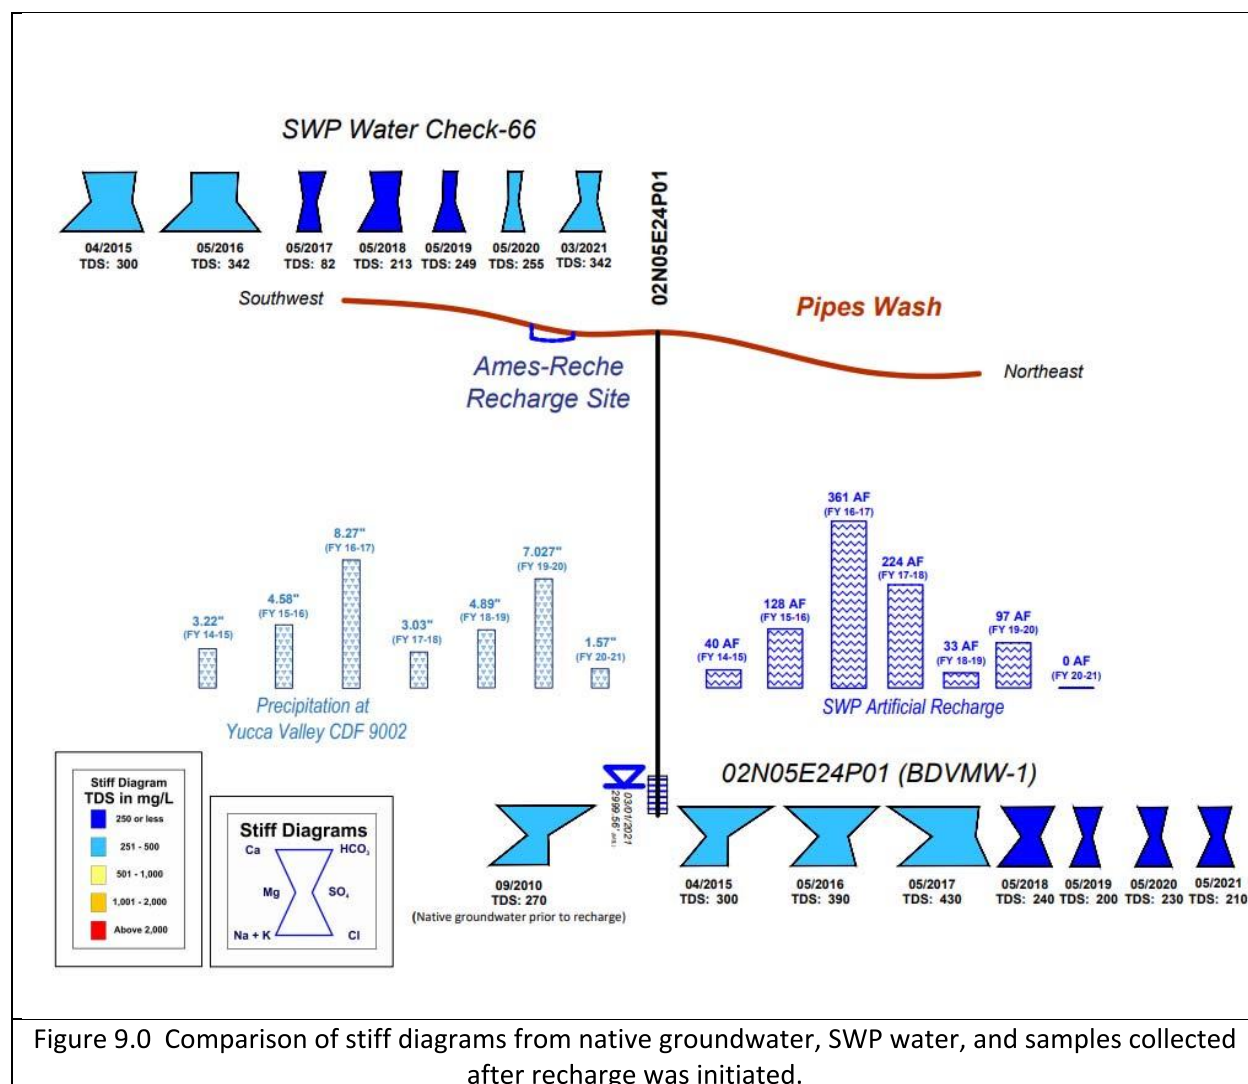 SWP Water Check-66
04/2015
TDS: 300
05/2016
TDS: 342
05/2017
TDS: 82
05/2018
TDS: 213
05/2019
TDS: 249
05/2020
TDS: 255
03/2021
TDS: 342
02N05E24P01
Southwest
Pipes Wash
Ames-Reche
Recharge Site
Northeast
3.22"
(FY 14-15)
4.58"
(FY 15-16)
8.27"
(FY 16-17)
3.03"
(FY 17-18)
4.89"
(FY 18-19)
7.027"
(FY 19-20)
1.57"
(FY 20-21)
Precipitation at
Yucca Valley CDF 9002
40 AF
(FY 14-15)
128 AF
(FY 15-16)
361 AF
(FY 16-17)
224 AF
(FY 17-18)
33 AF
(FY 18-19)
97 AF
(FY 19-20)
0 AF
(FY 20-21)
SWP Artificial Recharge
Stiff Diagram
TDS in mg/L
250 or less
251 - 500
501 - 1,000
1,001 - 2,000
Above 2,000
Stiff Diagrams
Ca HCO₃
Mg SO₄
Na + K Cl
03/01/2021
2999.56'
02N05E24P01 (BDVMW-1)
09/2010
TDS: 270
(Native groundwater prior to recharge)
04/2015
TDS: 300
05/2016
TDS: 390
05/2017
TDS: 430
05/2018
TDS: 240
05/2019
TDS: 200
05/2020
TDS: 230
05/2021
TDS: 210
Figure 9.0 Comparison of stiff diagrams from native groundwater, SWP water, and samples collected
after recharge was initiated.